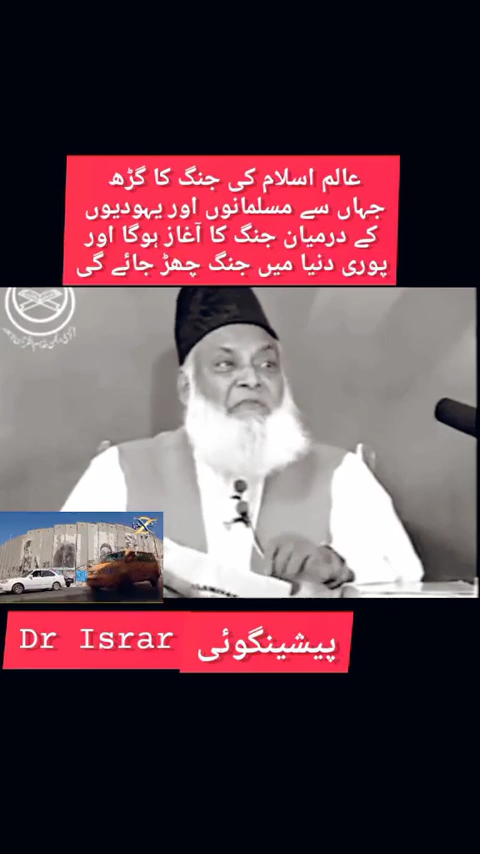 عالم اسلام کی جنگ کا گڑھ
جہاں سے مسلمانوں اور یہودیوں
کے درمیان جنگ کا آغاز ہوگا اور
پوری دنیا میں جنگ چھڑ جائے گی
Dr Israr پیشینگوئی